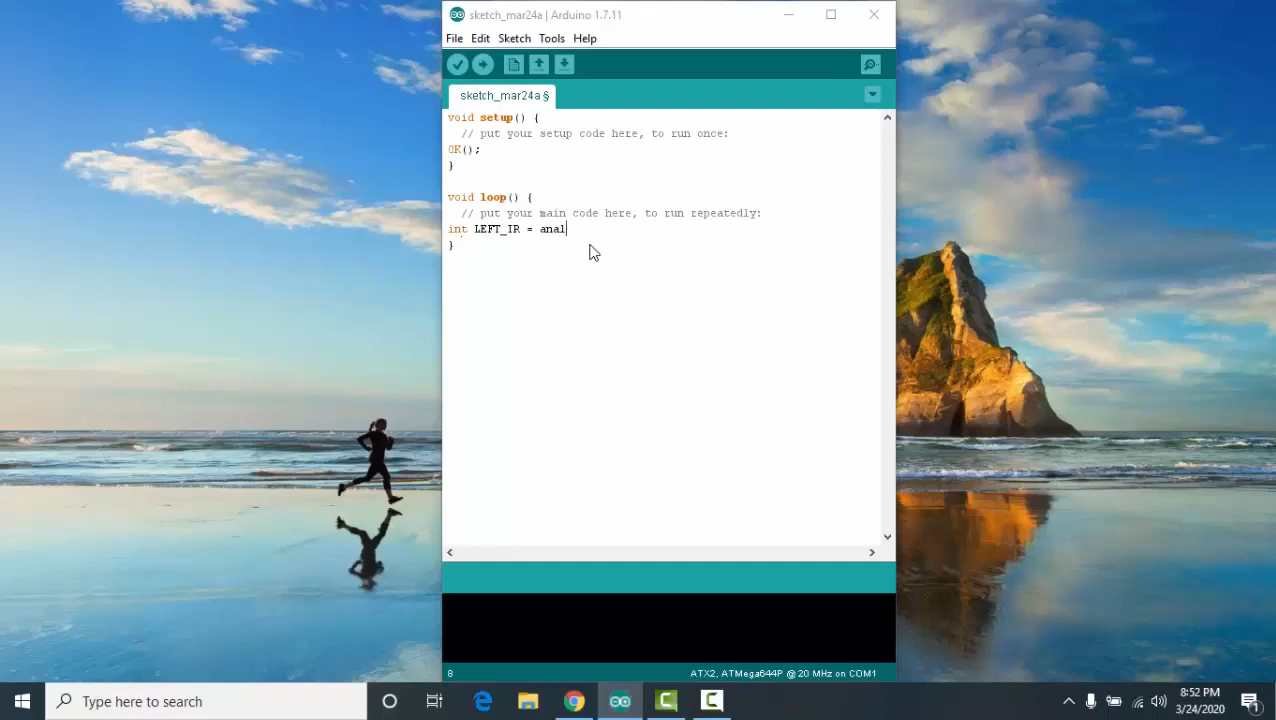 sketch_mar24a | Arduino 1.7.11
File Edit Sketch Tools Help
sketch_mar24a §
void setup() {
// put your setup code here, to run once:
OK();
}
void loop() {
// put your main code here, to run repeatedly:
int LEFT_IR = anal
}
8
ATX2, ATMega644P @ 20 MHz on COM1
Type here to search
8:52 PM
3/24/2020
1